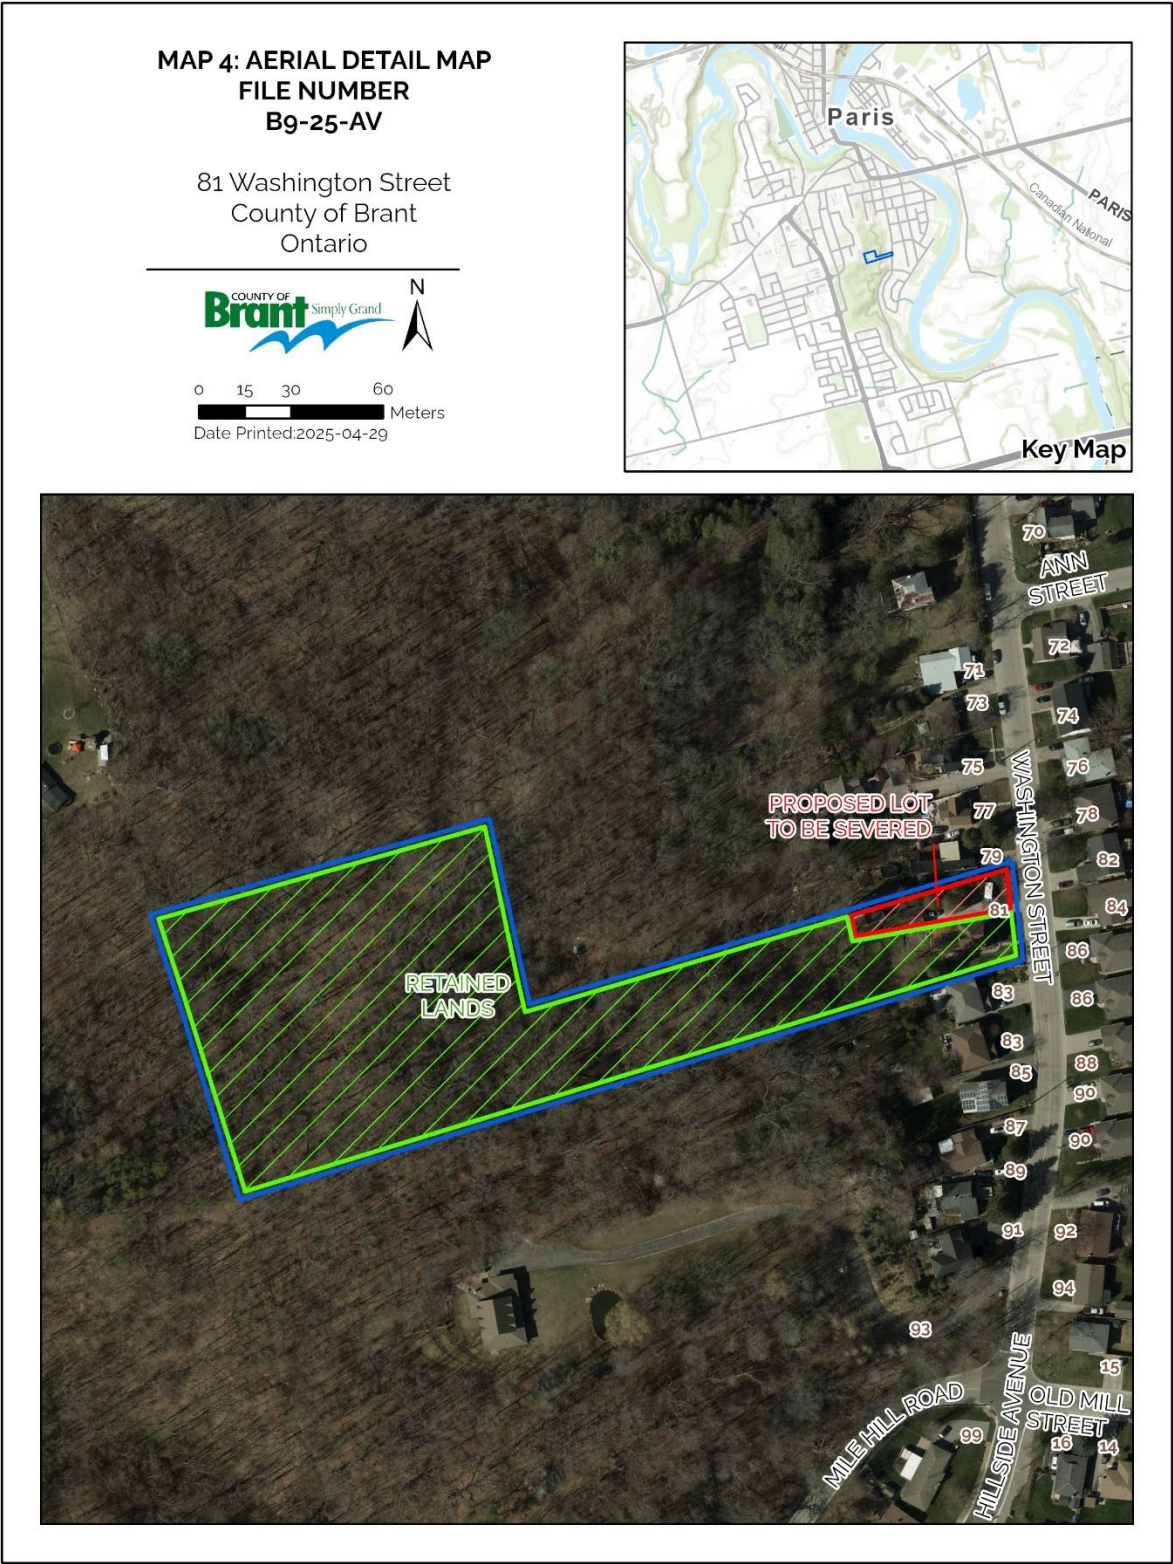 MAP 4: AERIAL DETAIL MAP
FILE NUMBER
B9-25-AV
81 Washington Street
County of Brant
Ontario
COUNTY OF
Brant Simply Grand
N
0 15 30 60
Meters
Date Printed:2025-04-29
Paris
PARIS
Canadian National
Key Map
70
ANN
STREET
72
71
73
74
75
76
WASHINGTON STREET
PROPOSED LOT
TO BE SEVERED
77
78
79
82
81
84
86
RETAINED
LANDS
83
86
83
85
88
90
87
90
89
91
92
94
93
15
MILE HILL ROAD
HILLSIDE AVENUE
OLD MILL
STREET
99
16
14